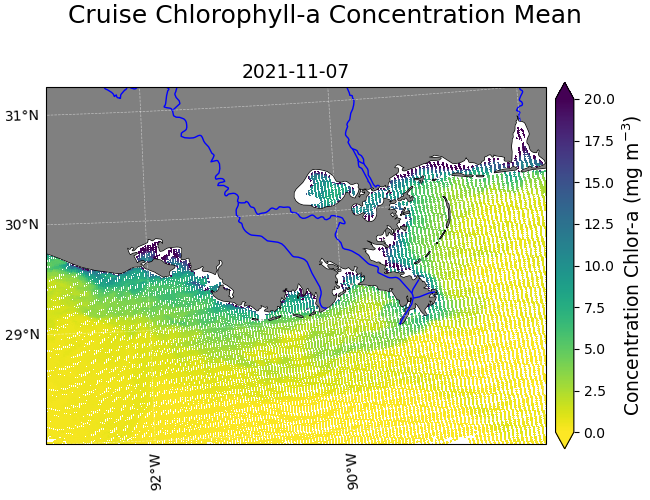 Cruise Chlorophyll-a Concentration Mean
2021-11-07
31°N
30°N
29°N
92°W
90°W
20.0
17.5
15.0
12.5
10.0
7.5
5.0
2.5
0.0
Concentration Chlor-a (mg m⁻³)